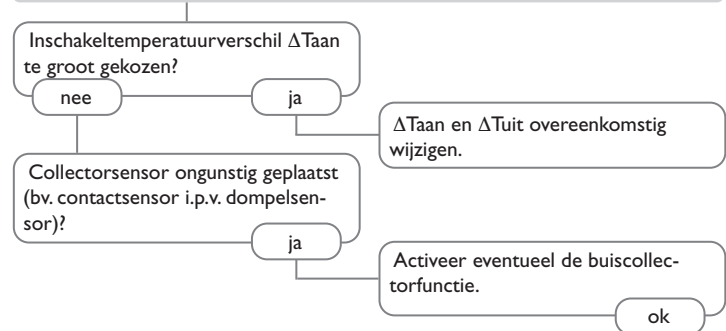 Inschakeltemperatuurverschil ΔTaan
te groot gekozen?
nee
ja
ΔTaan en ΔTuit overeenkomstig
wijzigen.
Collectorsensor ongunstig geplaatst
(bv. contactsensor i.p.v. dompelsen-
sor)?
ja
Activeer eventueel de buiscollec-
torfunctie.
ok